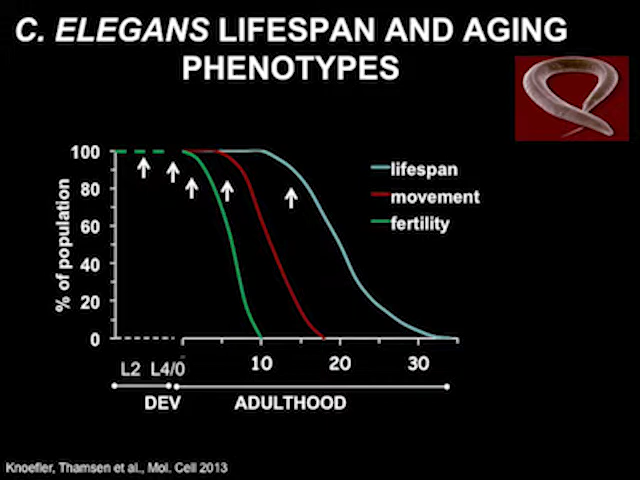 C. ELEGANS LIFESPAN AND AGING
PHENOTYPES
100
80
60
40
20
0
% of population
lifespan
movement
fertility
L2 L4/0 10 20 30
DEV ADULTHOOD
Knoefler, Thamsen et al., Mol. Cell 2013